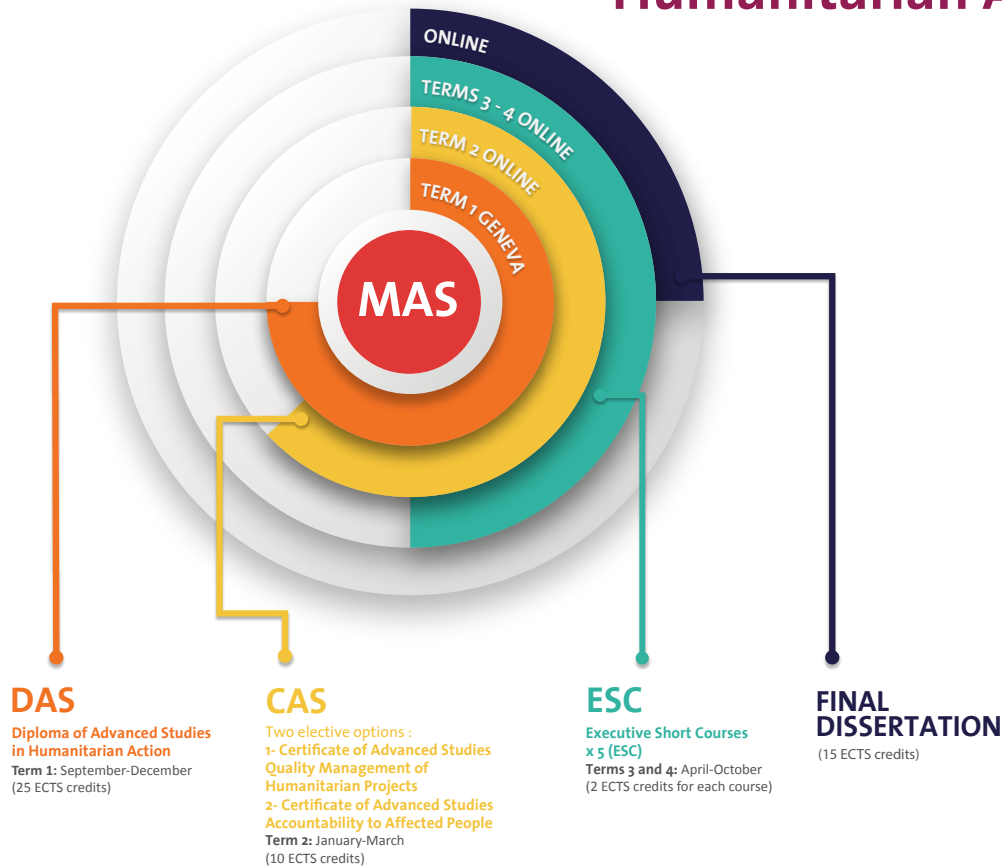 Humanitarian A
ONLINE
TERMS 3 - 4 ONLINE
TERM 2 ONLINE
TERM 1 GENEVA
MAS
DAS
Diploma of Advanced Studies
in Humanitarian Action
Term 1: September-December
(25 ECTS credits)
CAS
Two elective options :
1- Certificate of Advanced Studies
Quality Management of
Humanitarian Projects
2- Certificate of Advanced Studies
Accountability to Affected People
Term 2: January-March
(10 ECTS credits)
ESC
Executive Short Courses
x 5 (ESC)
Terms 3 and 4: April-October
(2 ECTS credits for each course)
FINAL
DISSERTATION
(15 ECTS credits)